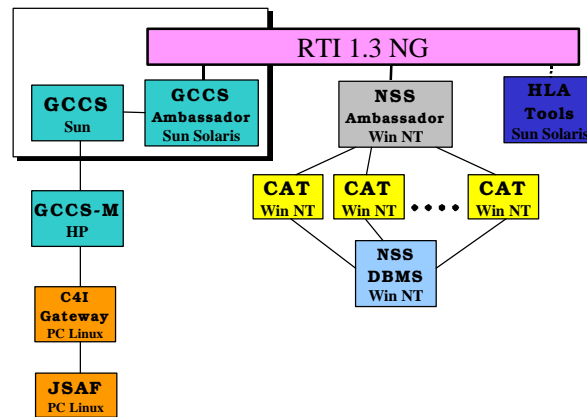 RTI 1.3 NG
GCCS
Sun
GCCS
Ambassador
Sun Solaris
NSS
Ambassador
Win NT
HLA
Tools
Sun Solaris
CAT
Win NT
CAT
Win NT
CAT
Win NT
GCCS-M
HP
NSS
DBMS
Win NT
C4I
Gateway
PC Linux
JSAF
PC Linux